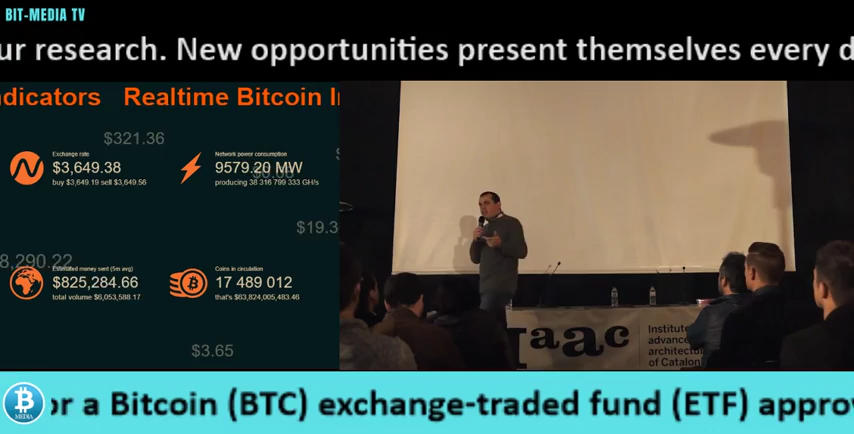 BIT-MEDIA TV
ur research. New opportunities present themselves every d
dicators Realtime Bitcoin I
$321.36
Exchange rate
$3,649.38
buy $3,649.19 sell $3,649.56
Network power consumption
9579.20 MW
producing 38 316 799 333 GH/s
$19.3
8,290.22
Estimated money sent (5m avg)
$825,284.66
total volume $6,053,588.17
Coins in circulation
17 489 012
that's $63,824,005,483.46
$3.65
Iaac
Institute
advance
architectu
of Catalon
B
MEDIA
or a Bitcoin (BTC) exchange-traded fund (ETF) approv